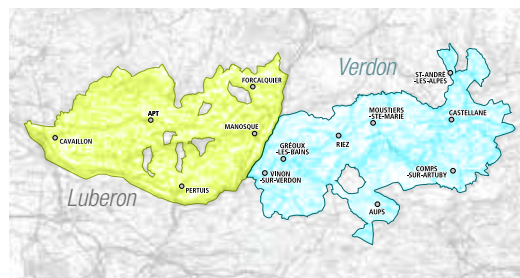 Verdon
ST-ANDRÉ
-LES-ALPES
FORCALQUIER
APT
MANOSQUE
CAVAILLON
PERTUIS
Luberon
MOUSTIERS
-STE-MARIE
CASTELLANE
GRÉOUX
-LES-BAINS
RIEZ
VINON
-SUR-VERDON
COMPS
-SUR-ARTUBY
AUPS